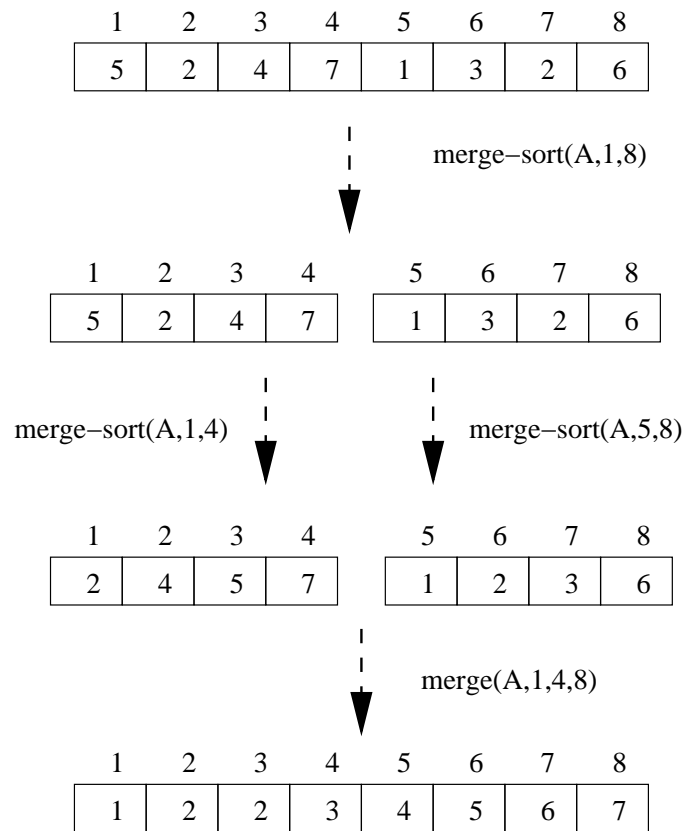 1 2 3 4 5 6 7 8
5 2 4 7 1 3 2 6
merge−sort(A,1,8)
1 2 3 4 5 6 7 8
5 2 4 7 1 3 2 6
merge−sort(A,1,4) merge−sort(A,5,8)
1 2 3 4 5 6 7 8
2 4 5 7 1 2 3 6
merge(A,1,4,8)
1 2 3 4 5 6 7 8
1 2 2 3 4 5 6 7